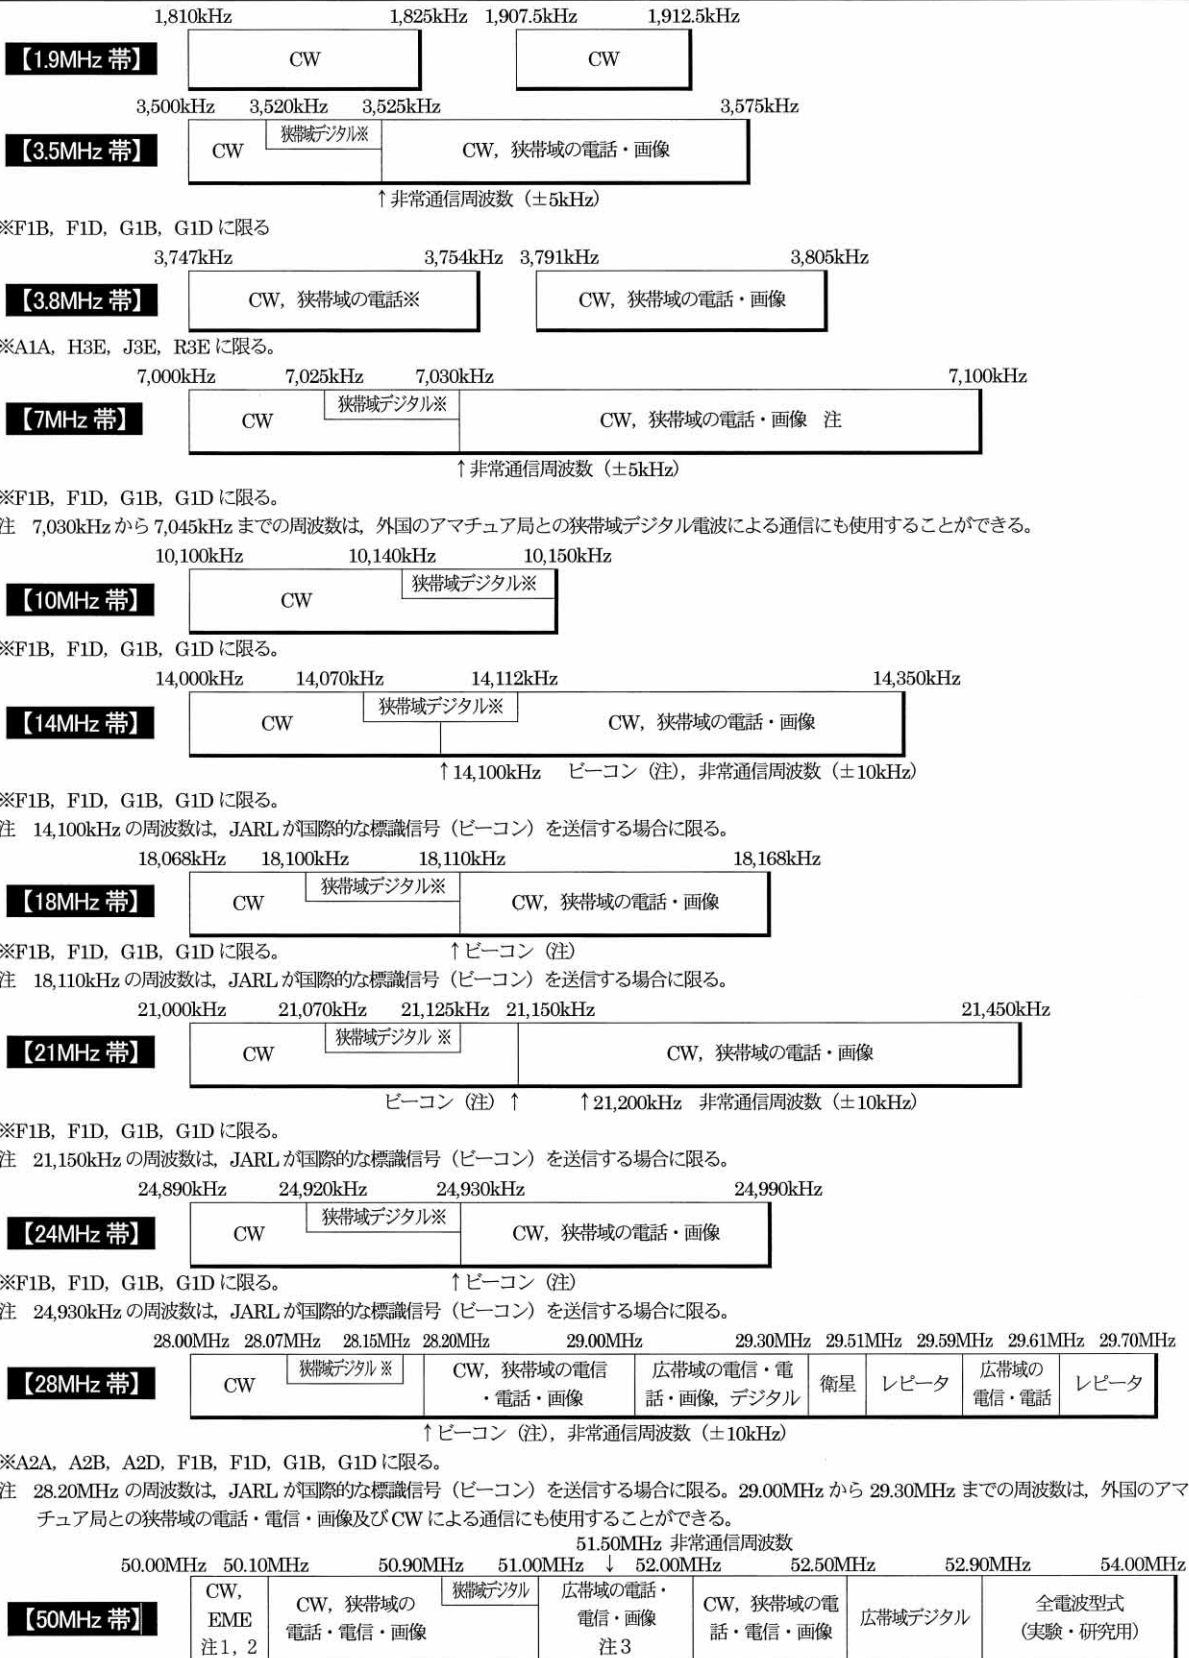 1,810kHz 1,825kHz 1,907.5kHz 1,912.5kHz
【1.9MHz 帯】 CW CW
3,500kHz 3,520kHz 3,525kHz 3,575kHz
【3.5MHz 帯】 CW 狭帯域デジタル※ CW，狭帯域の電話・画像
↑非常通信周波数（±5kHz）
※F1B，F1D，G1B，G1D に限る
3,747kHz 3,754kHz 3,791kHz 3,805kHz
【3.8MHz 帯】 CW，狭帯域の電話※ CW，狭帯域の電話・画像
※A1A，H3E，J3E，R3E に限る。
7,000kHz 7,025kHz 7,030kHz 7,100kHz
【7MHz 帯】 CW 狭帯域デジタル※ CW，狭帯域の電話・画像 注
↑非常通信周波数（±5kHz）
※F1B，F1D，G1B，G1D に限る。
注 7,030kHz から 7,045kHz までの周波数は，外国のアマチュア局との狭帯域デジタル電波による通信にも使用することができる。
10,100kHz 10,140kHz 10,150kHz
【10MHz 帯】 CW 狭帯域デジタル※
※F1B，F1D，G1B，G1D に限る。
14,000kHz 14,070kHz 14,112kHz 14,350kHz
【14MHz 帯】 CW 狭帯域デジタル※ CW，狭帯域の電話・画像
↑14,100kHz ビーコン（注），非常通信周波数（±10kHz）
※F1B，F1D，G1B，G1D に限る。
注 14,100kHz の周波数は，JARL が国際的な標識信号（ビーコン）を送信する場合に限る。
18,068kHz 18,100kHz 18,110kHz 18,168kHz
【18MHz 帯】 CW 狭帯域デジタル※ CW，狭帯域の電話・画像
※F1B，F1D，G1B，G1D に限る。 ↑ビーコン（注）
注 18,110kHz の周波数は，JARL が国際的な標識信号（ビーコン）を送信する場合に限る。
21,000kHz 21,070kHz 21,125kHz 21,150kHz 21,450kHz
【21MHz 帯】 CW 狭帯域デジタル ※ CW，狭帯域の電話・画像
ビーコン（注）↑ ↑21,200kHz 非常通信周波数（±10kHz）
※F1B，F1D，G1B，G1D に限る。
注 21,150kHz の周波数は，JARL が国際的な標識信号（ビーコン）を送信する場合に限る。
24,890kHz 24,920kHz 24,930kHz 24,990kHz
【24MHz 帯】 CW 狭帯域デジタル※ CW，狭帯域の電話・画像
※F1B，F1D，G1B，G1D に限る。 ↑ビーコン（注）
注 24,930kHz の周波数は，JARL が国際的な標識信号（ビーコン）を送信する場合に限る。
28.00MHz 28.07MHz 28.15MHz 28.20MHz 29.00MHz 29.30MHz 29.51MHz 29.59MHz 29.61MHz 29.70MHz
狭帯域デジタル ※ CW，狭帯域の電信 広帯域の電信・電 広帯域の
【28MHz 帯】 CW ・電話・画像 話・画像，デジタル 衛星 レピータ 電信・電話 レピータ
↑ビーコン（注），非常通信周波数（±10kHz）
※A2A，A2B，A2D，F1B，F1D，G1B，G1D に限る。
注 28.20MHz の周波数は，JARL が国際的な標識信号（ビーコン）を送信する場合に限る。29.00MHz から 29.30MHz までの周波数は，外国のアマ
チュア局との狭帯域の電話・電信・画像及び CW による通信にも使用することができる。
51.50MHz 非常通信周波数
50.00MHz 50.10MHz 50.90MHz 51.00MHz ↓ 52.00MHz 52.50MHz 52.90MHz 54.00MHz
CW， CW，狭帯域の 狭帯域デジタル 広帯域の電話・ CW，狭帯域の電 全電波型式
【50MHz 帯】 EME 電話・電信・画像 電信・画像 話・電信・画像 広帯域デジタル （実験・研究用）
注1，2 注3